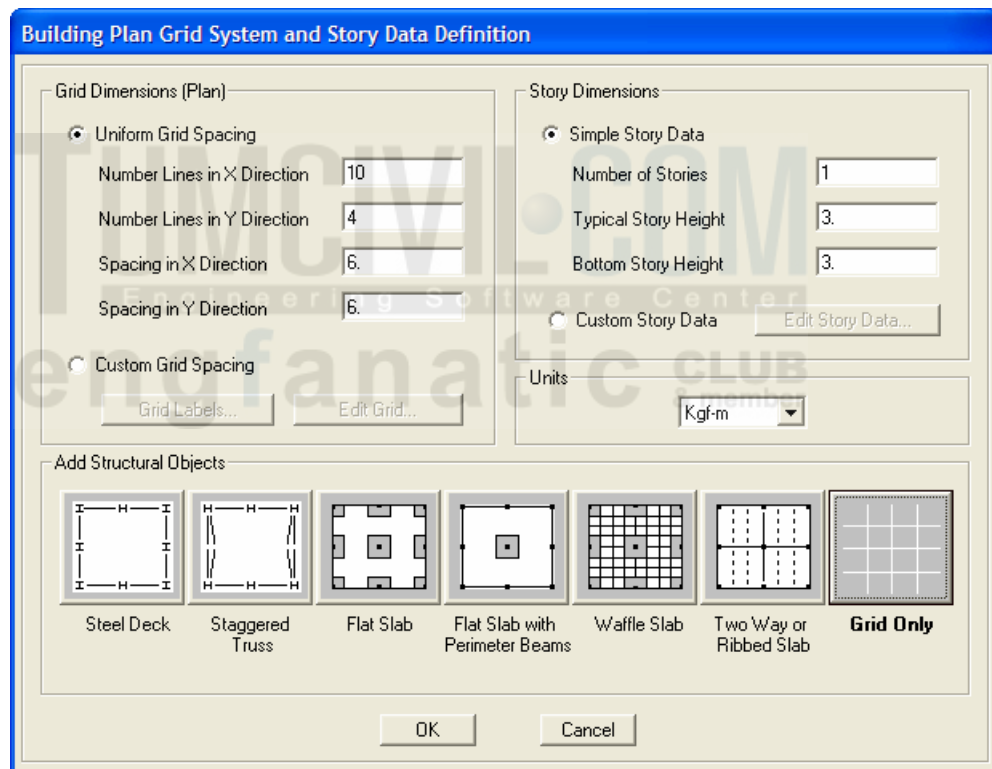 Building Plan Grid System and Story Data Definition
Grid Dimensions (Plan)
Uniform Grid Spacing
Number Lines in X Direction
10
Number Lines in Y Direction
4
Spacing in X Direction
6.
Spacing in Y Direction
6.
Custom Grid Spacing
Grid Labels...
Edit Grid...
Story Dimensions
Simple Story Data
Number of Stories
1
Typical Story Height
3.
Bottom Story Height
3.
Custom Story Data
Edit Story Data...
Units
Kgf-m
TUMCIVIL.COM
Engineering Software Center
engfanatic CLUB
& member
Add Structural Objects
Steel Deck
Staggered
Truss
Flat Slab
Flat Slab with
Perimeter Beams
Waffle Slab
Two Way or
Ribbed Slab
Grid Only
OK
Cancel